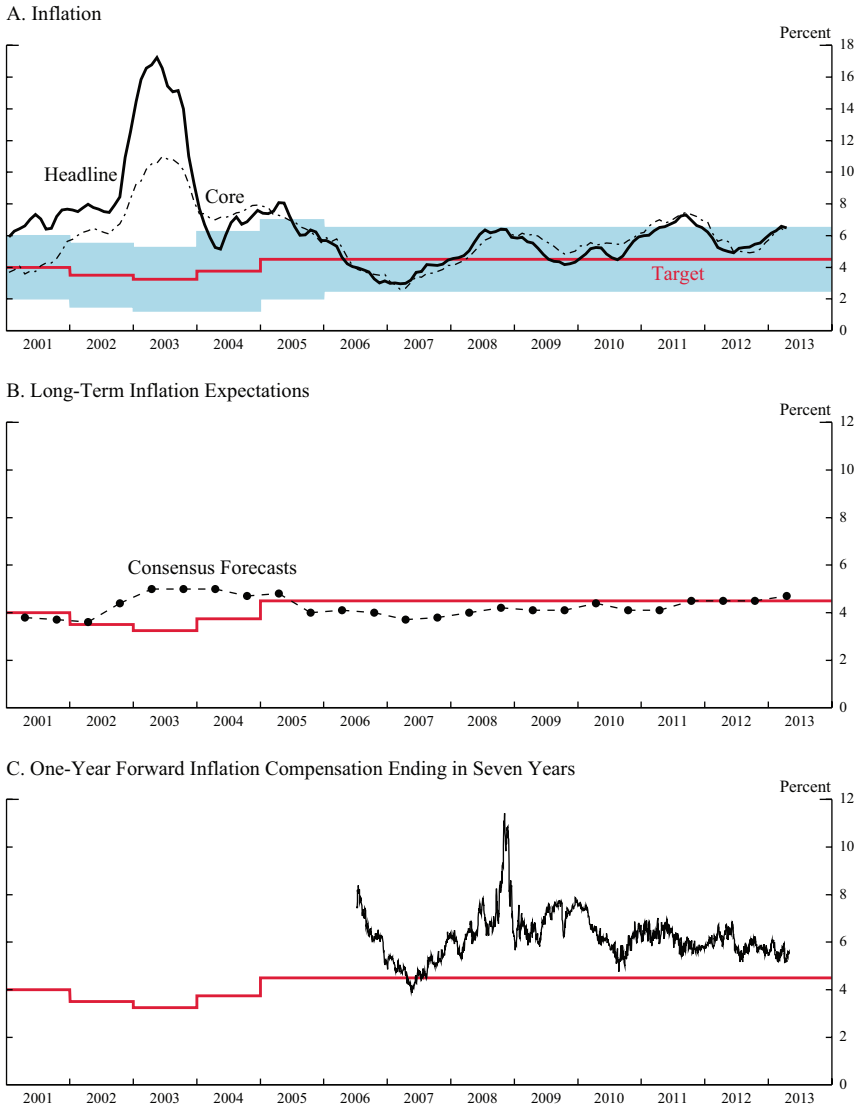 A. Inflation
Percent
18
16
14
12
10
8
6
4
2
0
Headline
Core
Target
2001 2002 2003 2004 2005 2006 2007 2008 2009 2010 2011 2012 2013
B. Long-Term Inflation Expectations
Percent
12
10
8
6
4
2
0
Consensus Forecasts
2001 2002 2003 2004 2005 2006 2007 2008 2009 2010 2011 2012 2013
C. One-Year Forward Inflation Compensation Ending in Seven Years
Percent
12
10
8
6
4
2
0
2001 2002 2003 2004 2005 2006 2007 2008 2009 2010 2011 2012 2013